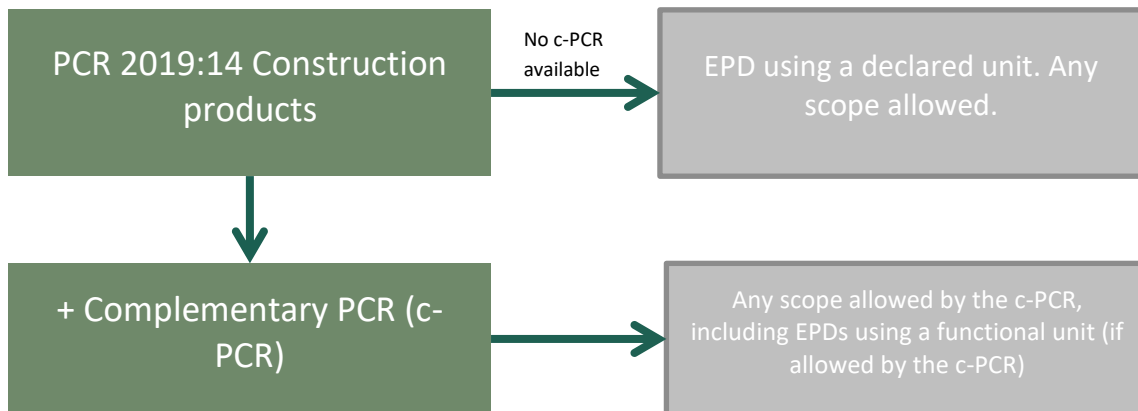 PCR 2019:14 Construction
products
No c-PCR
available
EPD using a declared unit. Any
scope allowed.
+ Complementary PCR (c-
PCR)
Any scope allowed by the c-PCR,
including EPDs using a functional unit (if
allowed by the c-PCR)